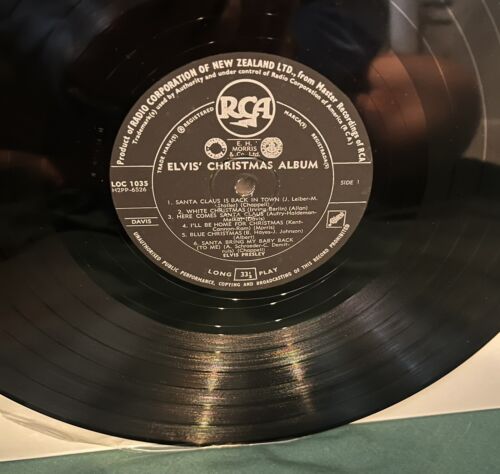 Product of RADIO CORPORATION OF NEW ZEALAND LTD., from Master Recordings of RCA
Trademark(s) used by Authority and under control of Radio Corporation of America (R.C.A.)
TRADE MARK(S) ® REGISTERED
MARCA(S) REGISTRADAS
RCA
E. H.
MORRIS
& Co. Ltd.
ELVIS' CHRISTMAS ALBUM
LOC 1035
H2PP-6526
SIDE 1
1. SANTA CLAUS IS BACK IN TOWN (J. Leiber-M.
Stoller) (Chappell)
2. WHITE CHRISTMAS (Irving-Berlin) (Allan)
3. HERE COMES SANTA CLAUS (Autry-Haldeman-
(Davis)
4. I'LL BE HOME FOR CHRISTMAS (Kent-
Gannon-Ram) (Morris)
5. BLUE CHRISTMAS (B. Hayes-J. Johnson)
(Albert)
6. SANTA BRING MY BABY BACK
(TO ME) (A. Schroeder-C. Demit-
ruts) (Chappell)
ELVIS PRESLEY
DAVIS
LONG 33⅓ PLAY
UNAUTHORISED PUBLIC PERFORMANCE, COPYING AND BROADCASTING OF THIS RECORD PROHIBITED